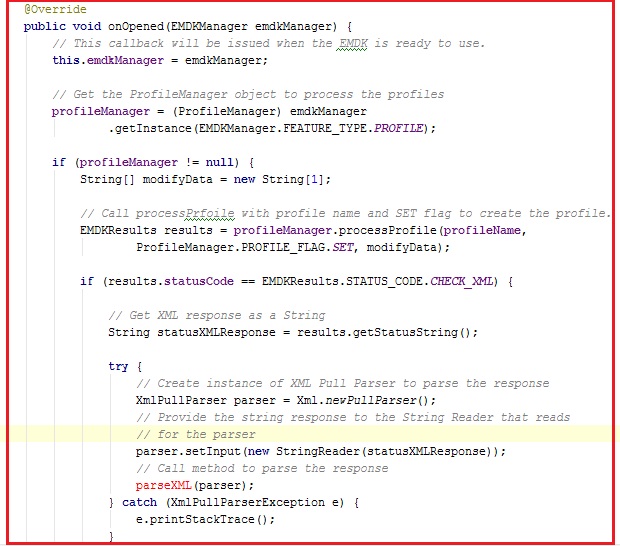 @Override
public void onOpened(EMDKManager emdkManager) {
// This callback will be issued when the EMDK is ready to use.
this.emdkManager = emdkManager;
// Get the ProfileManager object to process the profiles
profileManager = (ProfileManager) emdkManager
.getInstance(EMDKManager.FEATURE_TYPE.PROFILE);
if (profileManager != null) {
String[] modifyData = new String[1];
// Call processPrfoile with profile name and SET flag to create the profile.
EMDKResults results = profileManager.processProfile(profileName,
ProfileManager.PROFILE_FLAG.SET, modifyData);
if (results.statusCode == EMDKResults.STATUS_CODE.CHECK_XML) {
// Get XML response as a String
String statusXMLResponse = results.getStatusString();
try {
// Create instance of XML Pull Parser to parse the response
XmlPullParser parser = Xml.newPullParser();
// Provide the string response to the String Reader that reads
// for the parser
parser.setInput(new StringReader(statusXMLResponse));
// Call method to parse the response
parseXML(parser);
} catch (XmlPullParserException e) {
e.printStackTrace();
}